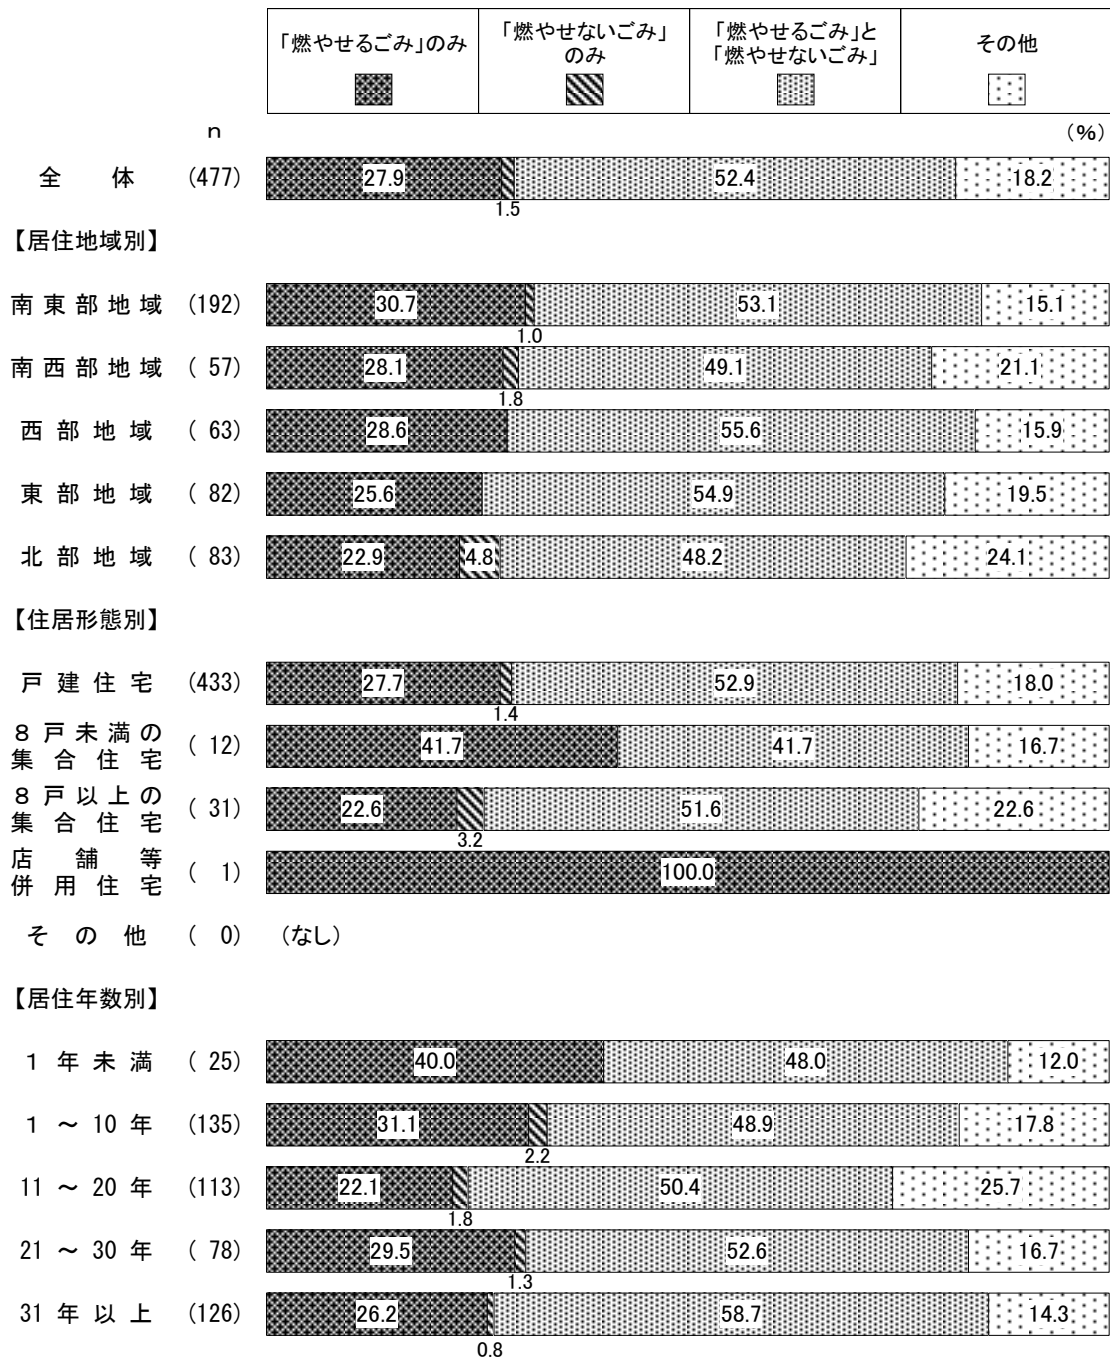 「燃やせるごみ」のみ
「燃やせないごみ」
のみ
「燃やせるごみ」と
「燃やせないごみ」
その他
n
(%)
全体 (477) 27.9 52.4 18.2
1.5
【居住地域別】
南東部地域 (192) 30.7 53.1 15.1
1.0
南西部地域 ( 57) 28.1 49.1 21.1
1.8
西部地域 ( 63) 28.6 55.6 15.9
東部地域 ( 82) 25.6 54.9 19.5
北部地域 ( 83) 22.9 4.8 48.2 24.1
【住居形態別】
戸建住宅 (433) 27.7 52.9 18.0
1.4
8戸未満の
集合住宅 ( 12) 41.7 41.7 16.7
8戸以上の
集合住宅 ( 31) 22.6 51.6 22.6
3.2
店舗等
併用住宅 ( 1) 100.0
その他 ( 0) (なし)
【居住年数別】
1年未満 ( 25) 40.0 48.0 12.0
1～10年 (135) 31.1 48.9 17.8
2.2
11～20年 (113) 22.1 50.4 25.7
1.8
21～30年 ( 78) 29.5 52.6 16.7
1.3
31年以上 (126) 26.2 58.7 14.3
0.8